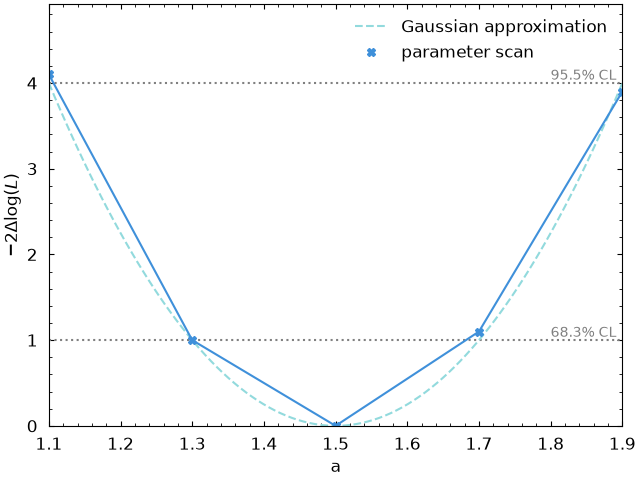 Gaussian approximation
parameter scan
95.5% CL
68.3% CL
−2Δlog(L)
4
3
2
1
0
1.1 1.2 1.3 1.4 1.5 1.6 1.7 1.8 1.9
a